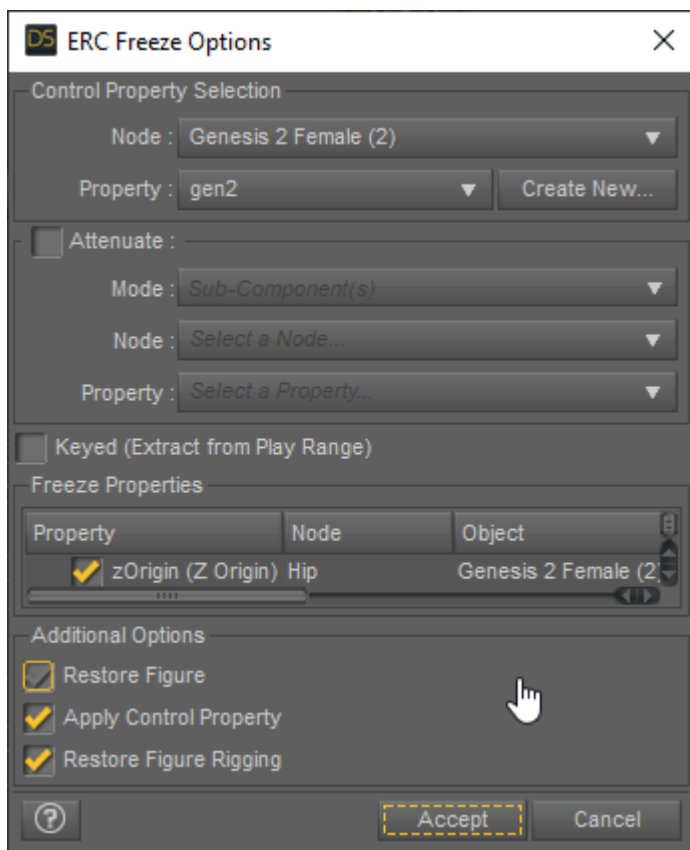 DS ERC Freeze Options
Control Property Selection
Node : Genesis 2 Female (2)
Property : gen2 Create New...
Attenuate :
Mode : Sub-Component(s)
Node : Select a Node...
Property : Select a Property...
Keyed (Extract from Play Range)
Freeze Properties
Property Node Object
zOrigin (Z Origin) Hip Genesis 2 Female (2)
Additional Options
Restore Figure
Apply Control Property
Restore Figure Rigging
? Accept Cancel